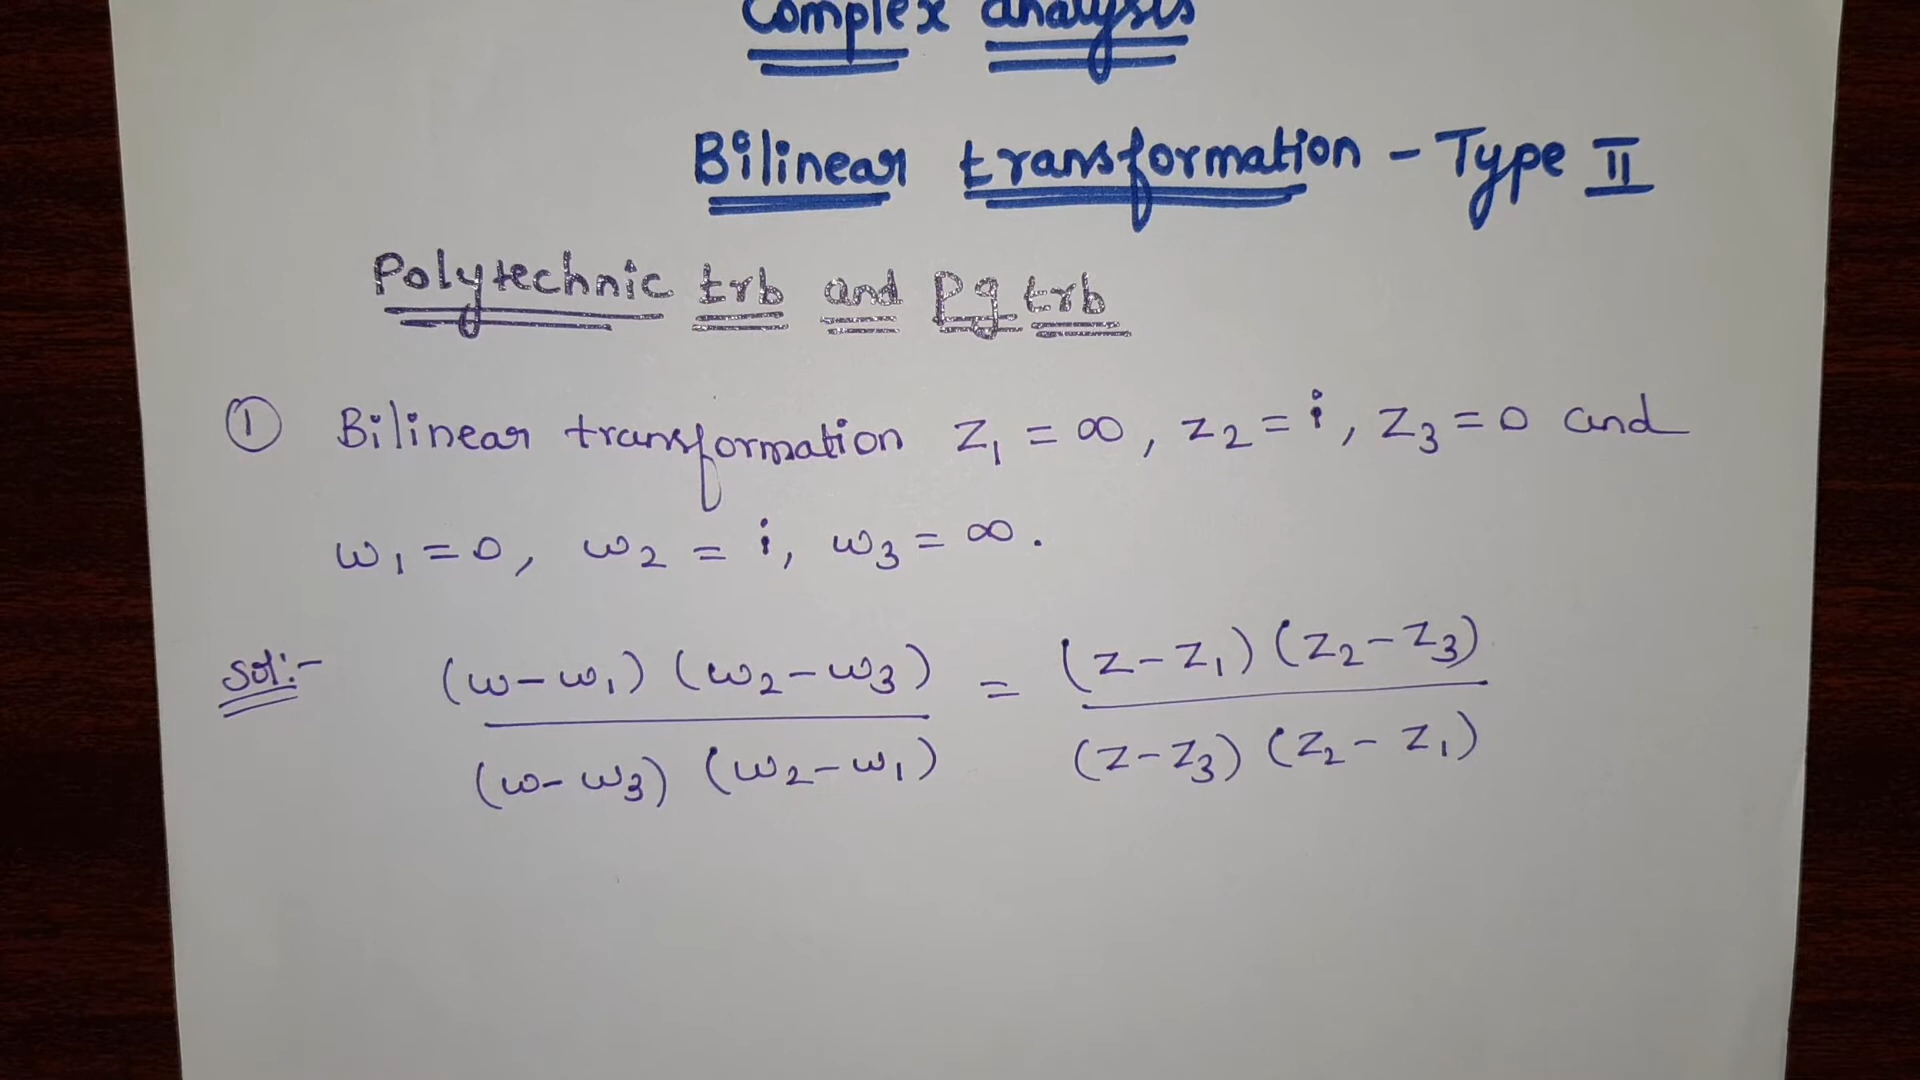 Complex analysis
Bilinear transformation - Type II
Polytechnic trb and Pg trb
① Bilinear transformation z₁ = ∞, z₂ = i, z₃ = 0 and
w₁ = 0, w₂ = i, w₃ = ∞.
Sol:- (w-w₁) (w₂-w₃) / (w-w₃) (w₂-w₁) = (z-z₁) (z₂-z₃) / (z-z₃) (z₂-z₁)